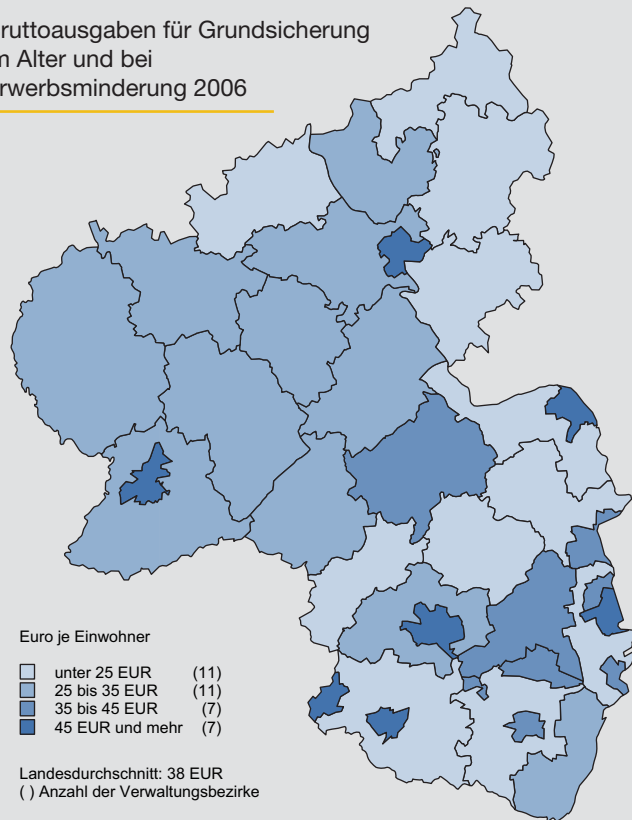 ruttoausgaben für Grundsicherung
m Alter und bei
rwerbsminderung 2006
Euro je Einwohner
unter 25 EUR (11)
25 bis 35 EUR (11)
35 bis 45 EUR (7)
45 EUR und mehr (7)
Landesdurchschnitt: 38 EUR
( ) Anzahl der Verwaltungsbezirke